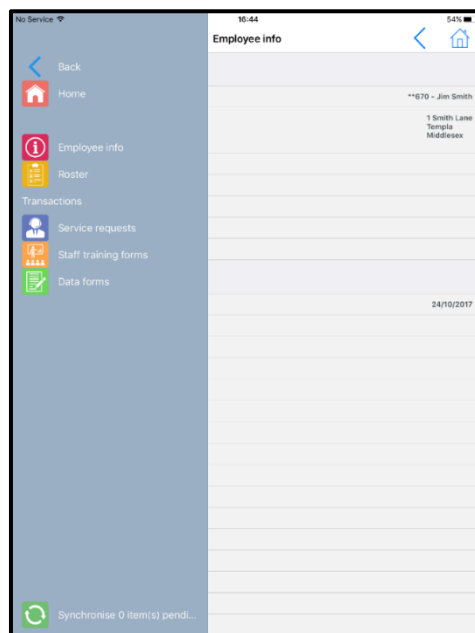 No Service 16:44 54%
Employee info
Back
Home
Employee info
Roster
Transactions
Service requests
Staff training forms
Data forms
Synchronise 0 item(s) pendi...
**670 - Jim Smith
1 Smith Lane
Templa
Middlesex
24/10/2017